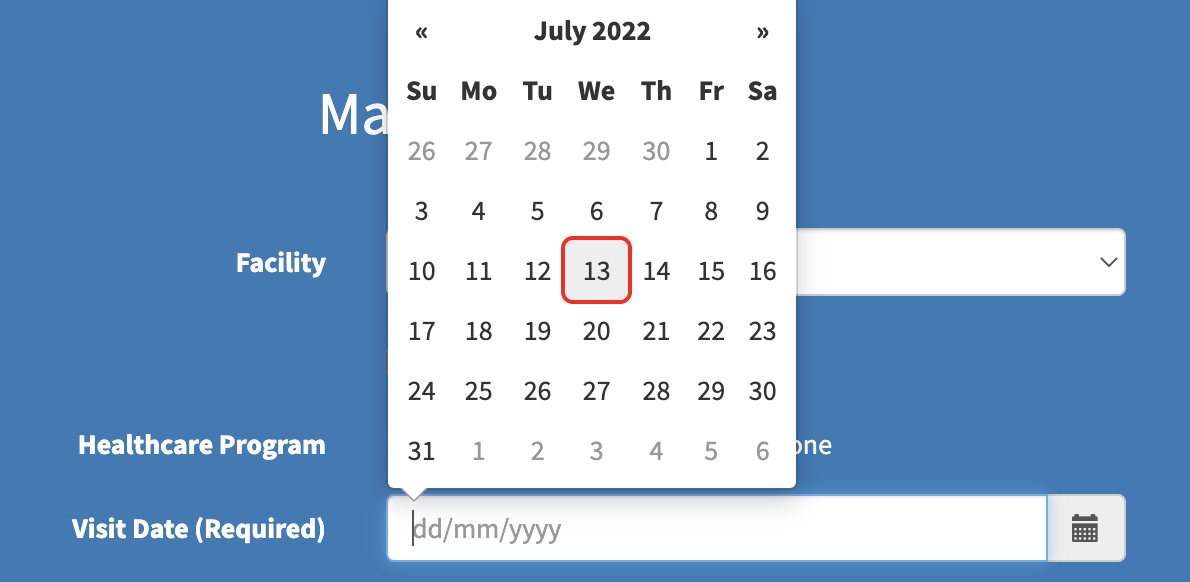 « July 2022 »
Su Mo Tu We Th Fr Sa
26 27 28 29 30 1 2
3 4 5 6 7 8 9
10 11 12 13 14 15 16
17 18 19 20 21 22 23
24 25 26 27 28 29 30
31 1 2 3 4 5 6
Ma
Facility
Healthcare Program one
Visit Date (Required) dd/mm/yyyy